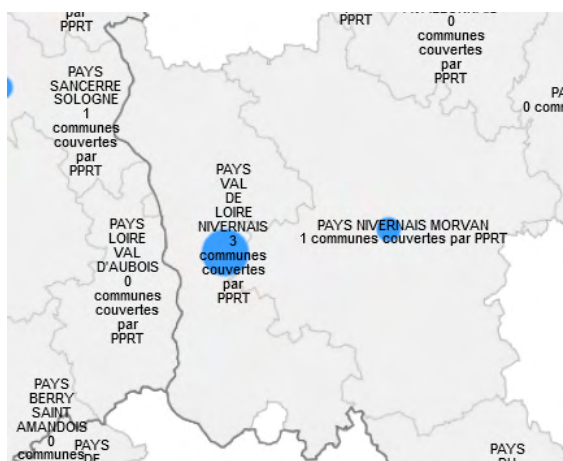 par
PPRT
PAYS
SANCERRE
SOLOGNE
1
communes
couvertes
par
PPRT
PPRT
0
communes
couvertes
par
PPRT
0
PAYS
VAL
DE
LOIRE
NIVERNAIS
3
communes
couvertes
par
PPRT
PAYS NIVERNAIS MORVAN
1 communes couvertes par PPRT
PAYS
LOIRE
VAL
D'AUBOIS
0
communes
couvertes
par
PPRT
PAYS
BERRY
SAINT
AMANDOIS
0
communes
PAYS
DE
PAYS
DU